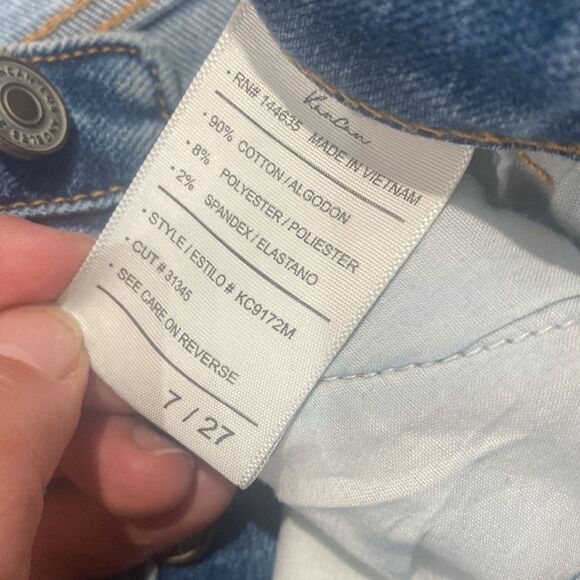 KanCan
• RN# 144635 MADE IN VIETNAM
• 90% COTTON / ALGODON
• 8% POLYESTER / POLIESTER
• 2% SPANDEX / ELASTANO
• STYLE / ESTILO # KC9172M
• CUT # 31345
• SEE CARE ON REVERSE
7 / 27